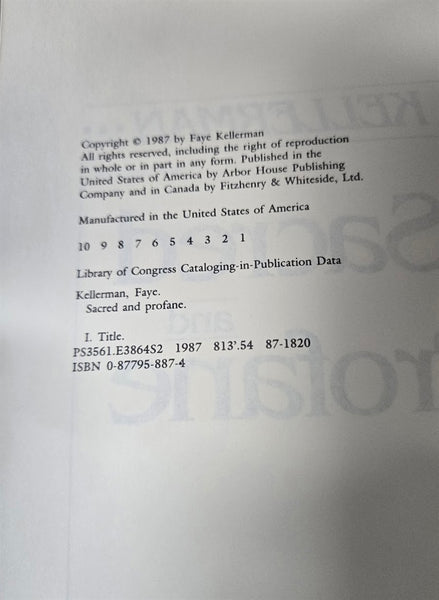 Copyright © 1987 by Faye Kellerman
All rights reserved, including the right of reproduction
in whole or in part in any form. Published in the
United States of America by Arbor House Publishing
Company and in Canada by Fitzhenry & Whiteside, Ltd.
Manufactured in the United States of America
10 9 8 7 6 5 4 3 2 1
Library of Congress Cataloging-in-Publication Data
Kellerman, Faye.
Sacred and profane.
I. Title.
PS3561.E3864S2 1987 813'.54 87-1820
ISBN 0-87795-887-4
KELLERMAN
Sacred
and
rofane